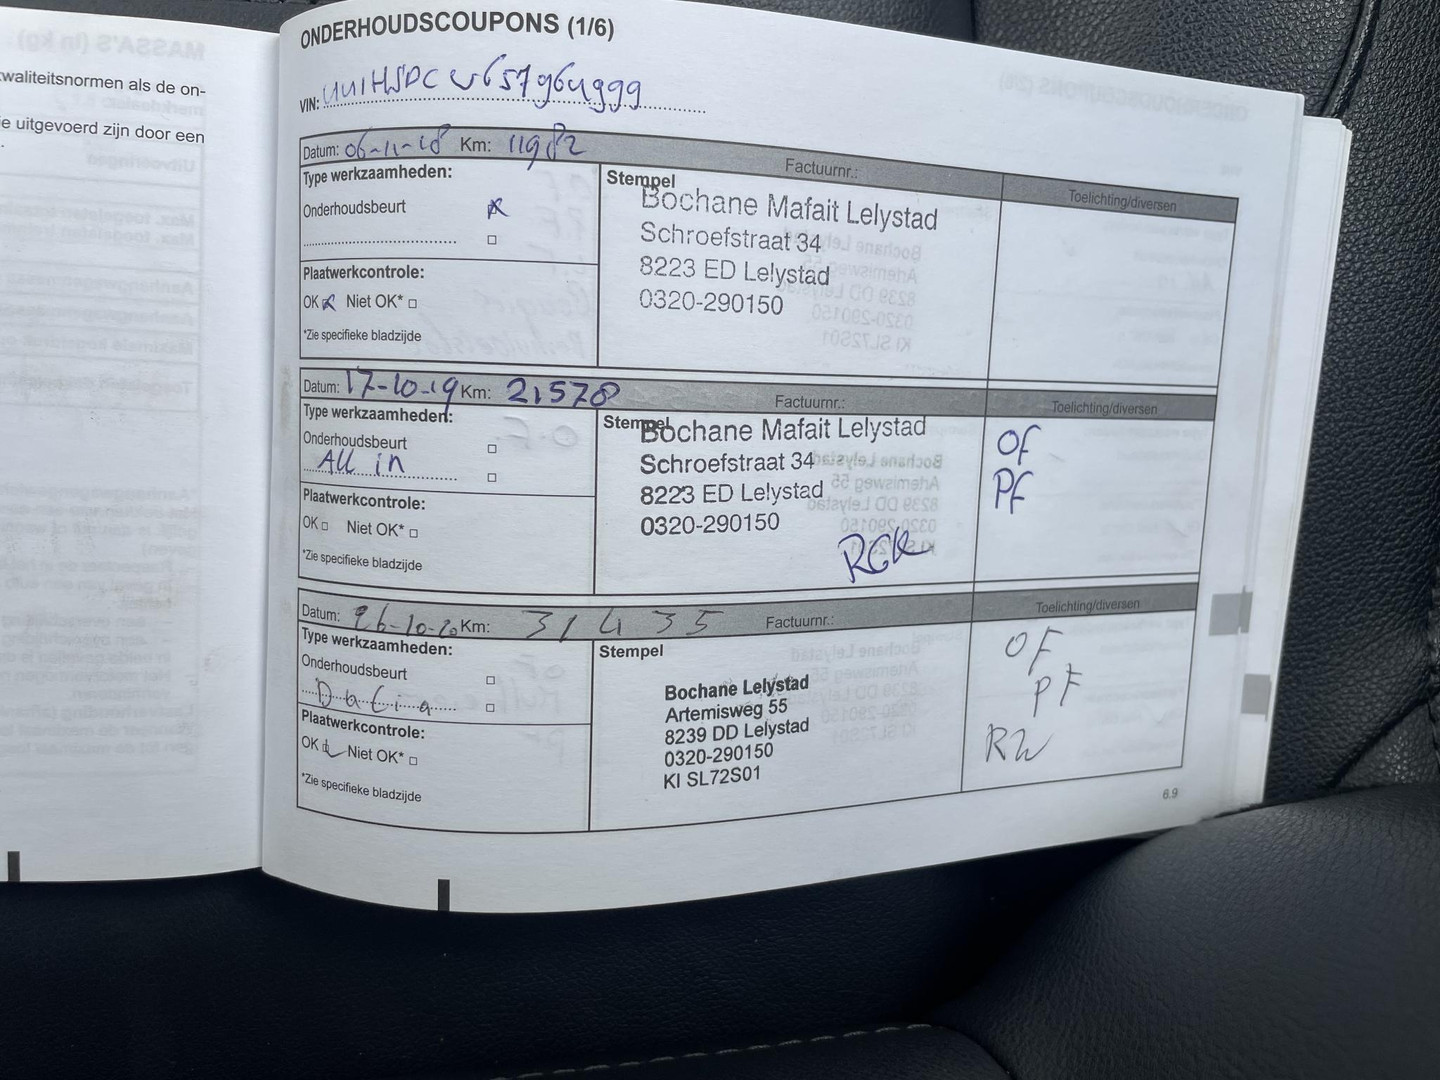 waliteitsnormen als de on-
e uitgevoerd zijn door een
ONDERHOUDSCOUPONS (1/6)
VIN: UU1HSDCW657964999
Datum: 06-11-18 Km: 11982 Factuurnr.:
Toelichting/diversen
Type werkzaamheden:
Onderhoudsbeurt
Plaatwerkcontrole:
OK Niet OK*
*Zie specifieke bladzijde
Stempel
Bochane Mafait Lelystad
Schroefstraat 34
8223 ED Lelystad
0320-290150
Datum: 17-10-19 Km: 21578 Factuurnr.:
Toelichting/diversen
Type werkzaamheden:
Onderhoudsbeurt
All in
Plaatwerkcontrole:
OK Niet OK*
*Zie specifieke bladzijde
Stempel
Bochane Mafait Lelystad
Schroefstraat 34
8223 ED Lelystad
0320-290150
OF
PF
Datum: 26-10-20 Km: 31435 Factuurnr.:
Toelichting/diversen
Type werkzaamheden:
Onderhoudsbeurt
Plaatwerkcontrole:
OK Niet OK*
*Zie specifieke bladzijde
Stempel
Bochane Lelystad
Artemisweg 55
8239 DD Lelystad
0320-290150
KI SL72S01
OF
PF
RW
6.9